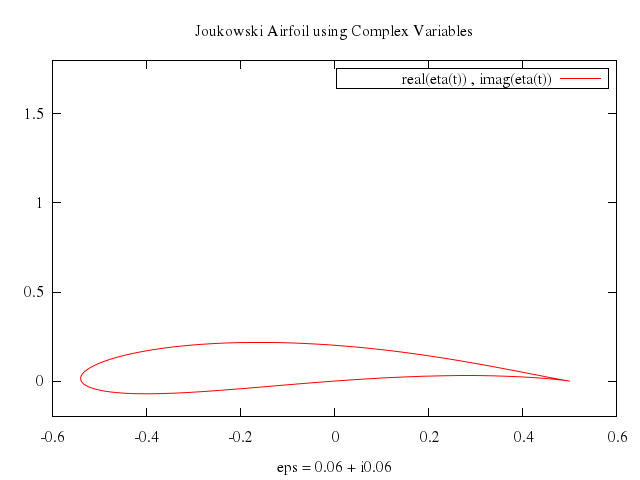 Joukowski Airfoil using Complex Variables
real(eta(t)) , imag(eta(t))
1.5
1
0.5
0
-0.6 -0.4 -0.2 0 0.2 0.4 0.6
eps = 0.06 + i0.06